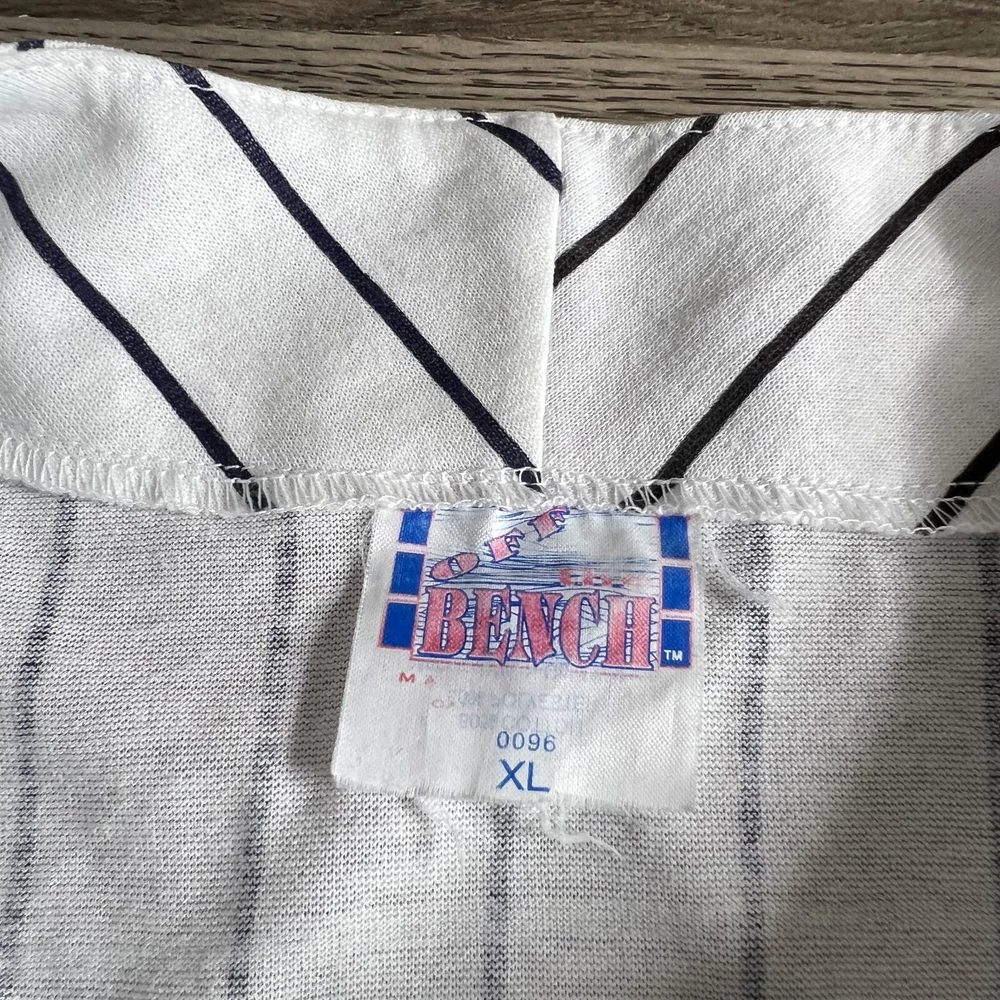 OFF
the
BENCH
TM
M A
0096
XL